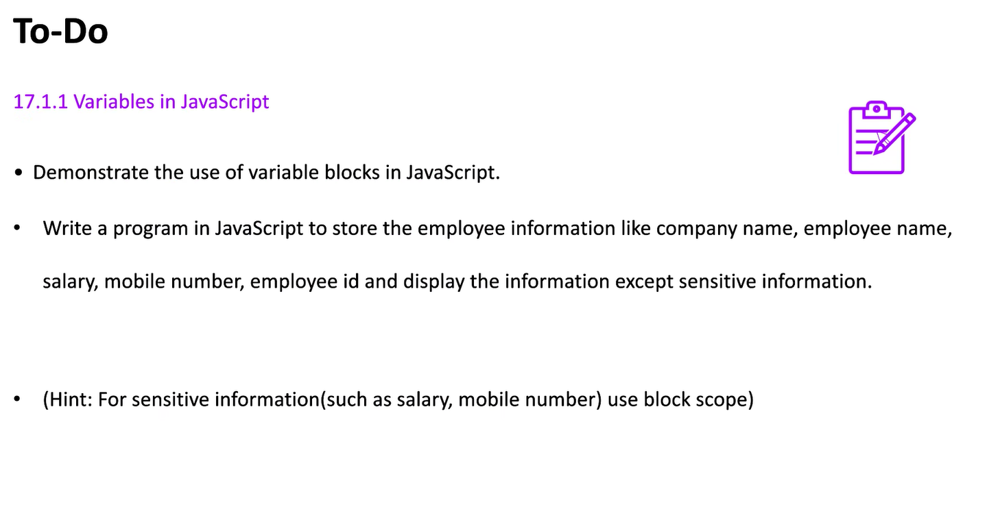 To-Do
17.1.1 Variables in JavaScript
• Demonstrate the use of variable blocks in JavaScript.
• Write a program in JavaScript to store the employee information like company name, employee name,
salary, mobile number, employee id and display the information except sensitive information.
• (Hint: For sensitive information(such as salary, mobile number) use block scope)